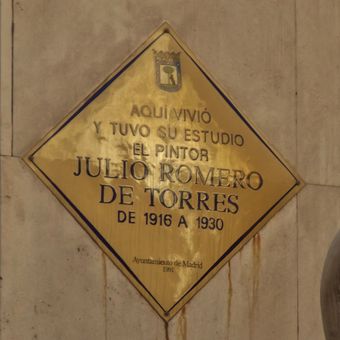 AQUI VIVIÓ
Y TUVO SU ESTUDIO
EL PINTOR
JULIO ROMERO
DE TORRES
DE 1916 A 1930
Ayuntamiento de Madrid
1991